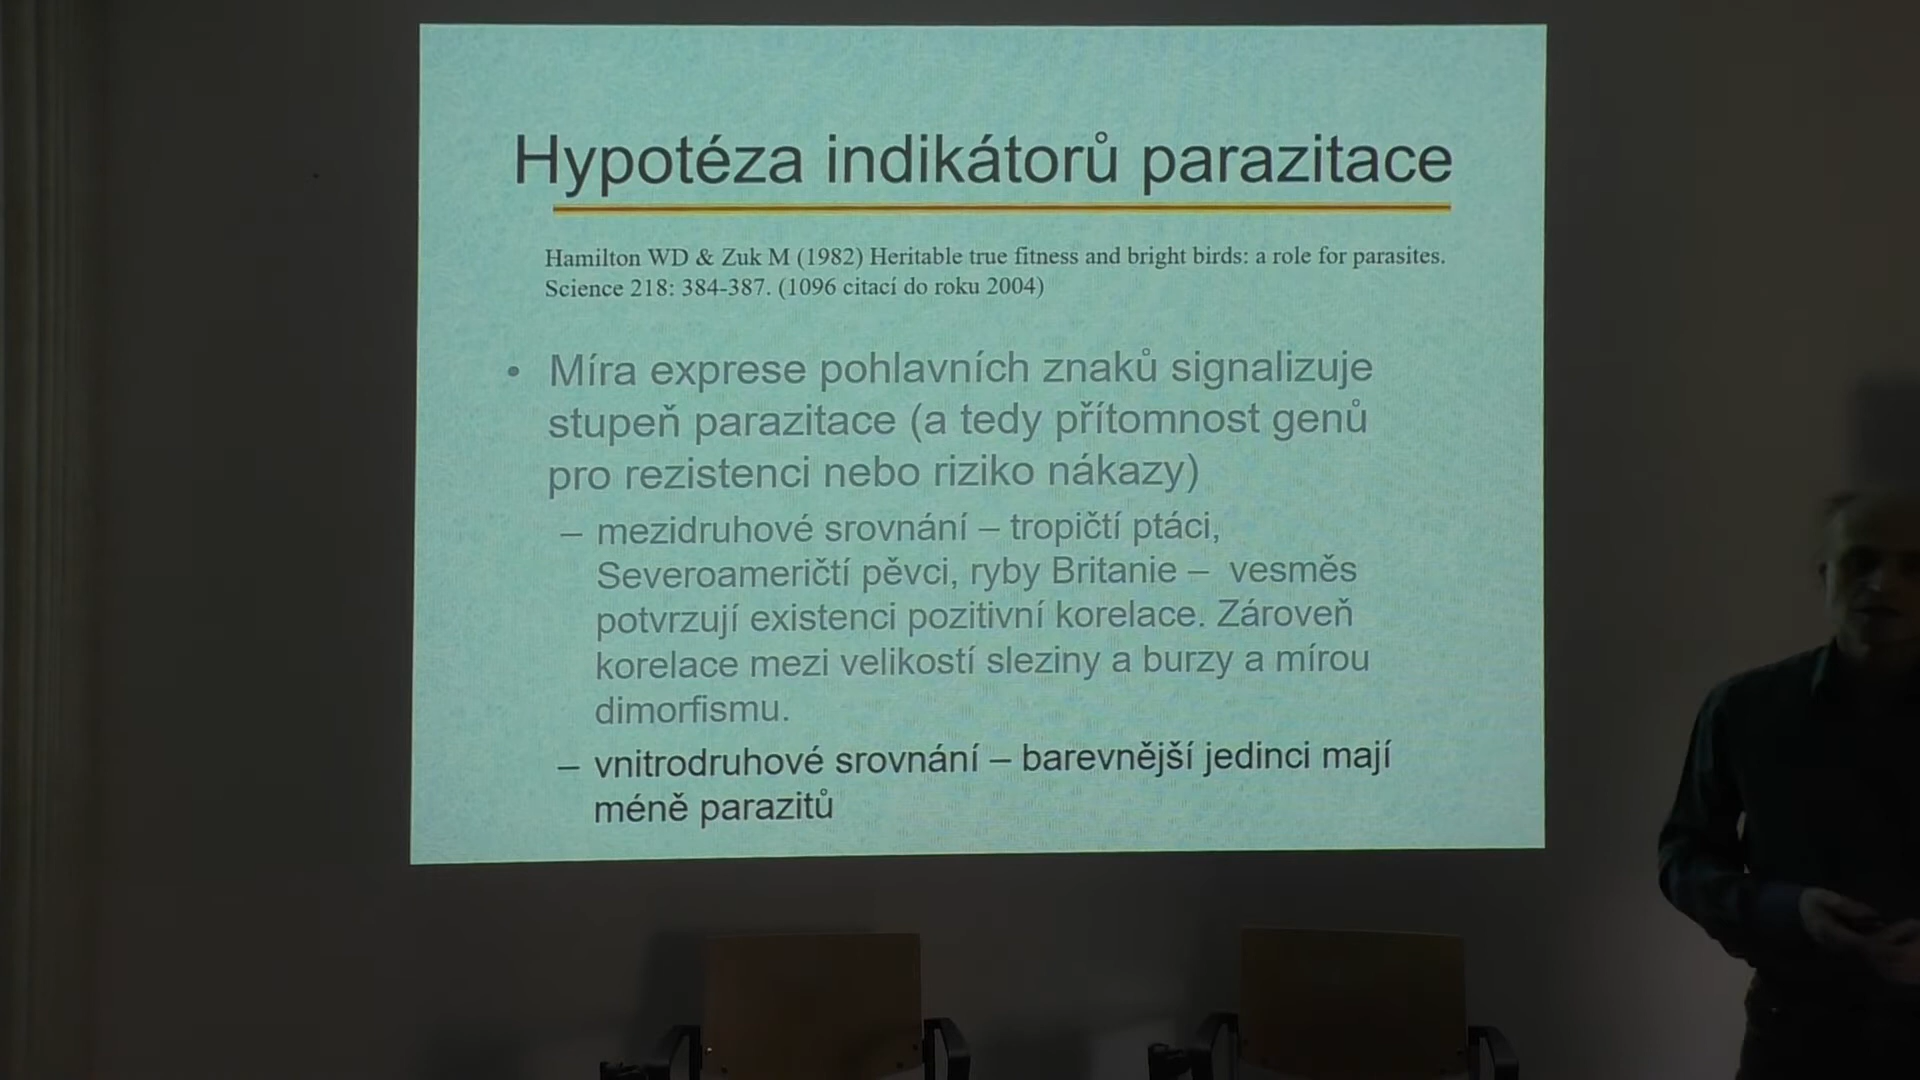 Hypotéza indikátorů parazitace
Hamilton WD & Zuk M (1982) Heritable true fitness and bright birds: a role for parasites.
Science 218: 384-387. (1096 citací do roku 2004)
• Míra exprese pohlavních znaků signalizuje
stupeň parazitace (a tedy přítomnost genů
pro rezistenci nebo riziko nákazy)
– mezidruhové srovnání – tropičtí ptáci,
Severoameričtí pěvci, ryby Britanie – vesměs
potvrzují existenci pozitivní korelace. Zároveň
korelace mezi velikostí sleziny a burzy a mírou
dimorfismu.
– vnitrodruhové srovnání – barevnější jedinci mají
méně parazitů